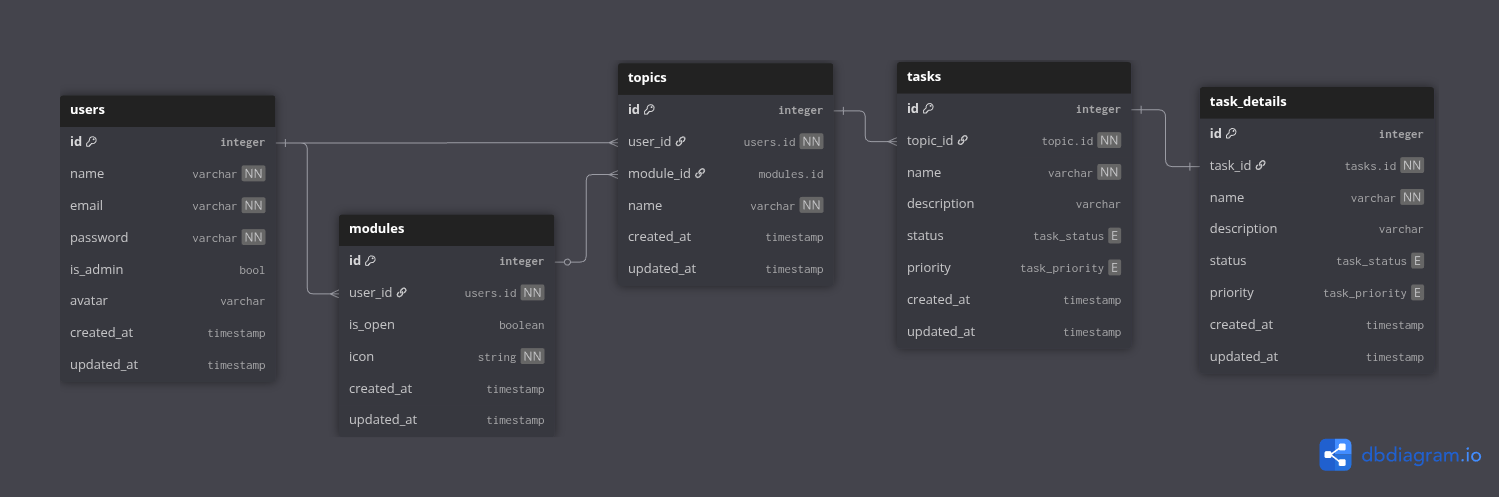 users
id integer
name varchar NN
email varchar NN
password varchar NN
is_admin bool
avatar varchar
created_at timestamp
updated_at timestamp
modules
id integer
user_id users.id NN
is_open boolean
icon string NN
created_at timestamp
updated_at timestamp
topics
id integer
user_id users.id NN
module_id modules.id
name varchar NN
created_at timestamp
updated_at timestamp
tasks
id integer
topic_id topic.id NN
name varchar NN
description varchar
status task_status E
priority task_priority E
created_at timestamp
updated_at timestamp
task_details
id integer
task_id tasks.id NN
name varchar NN
description varchar
status task_status E
priority task_priority E
created_at timestamp
updated_at timestamp
dbdiagram.io